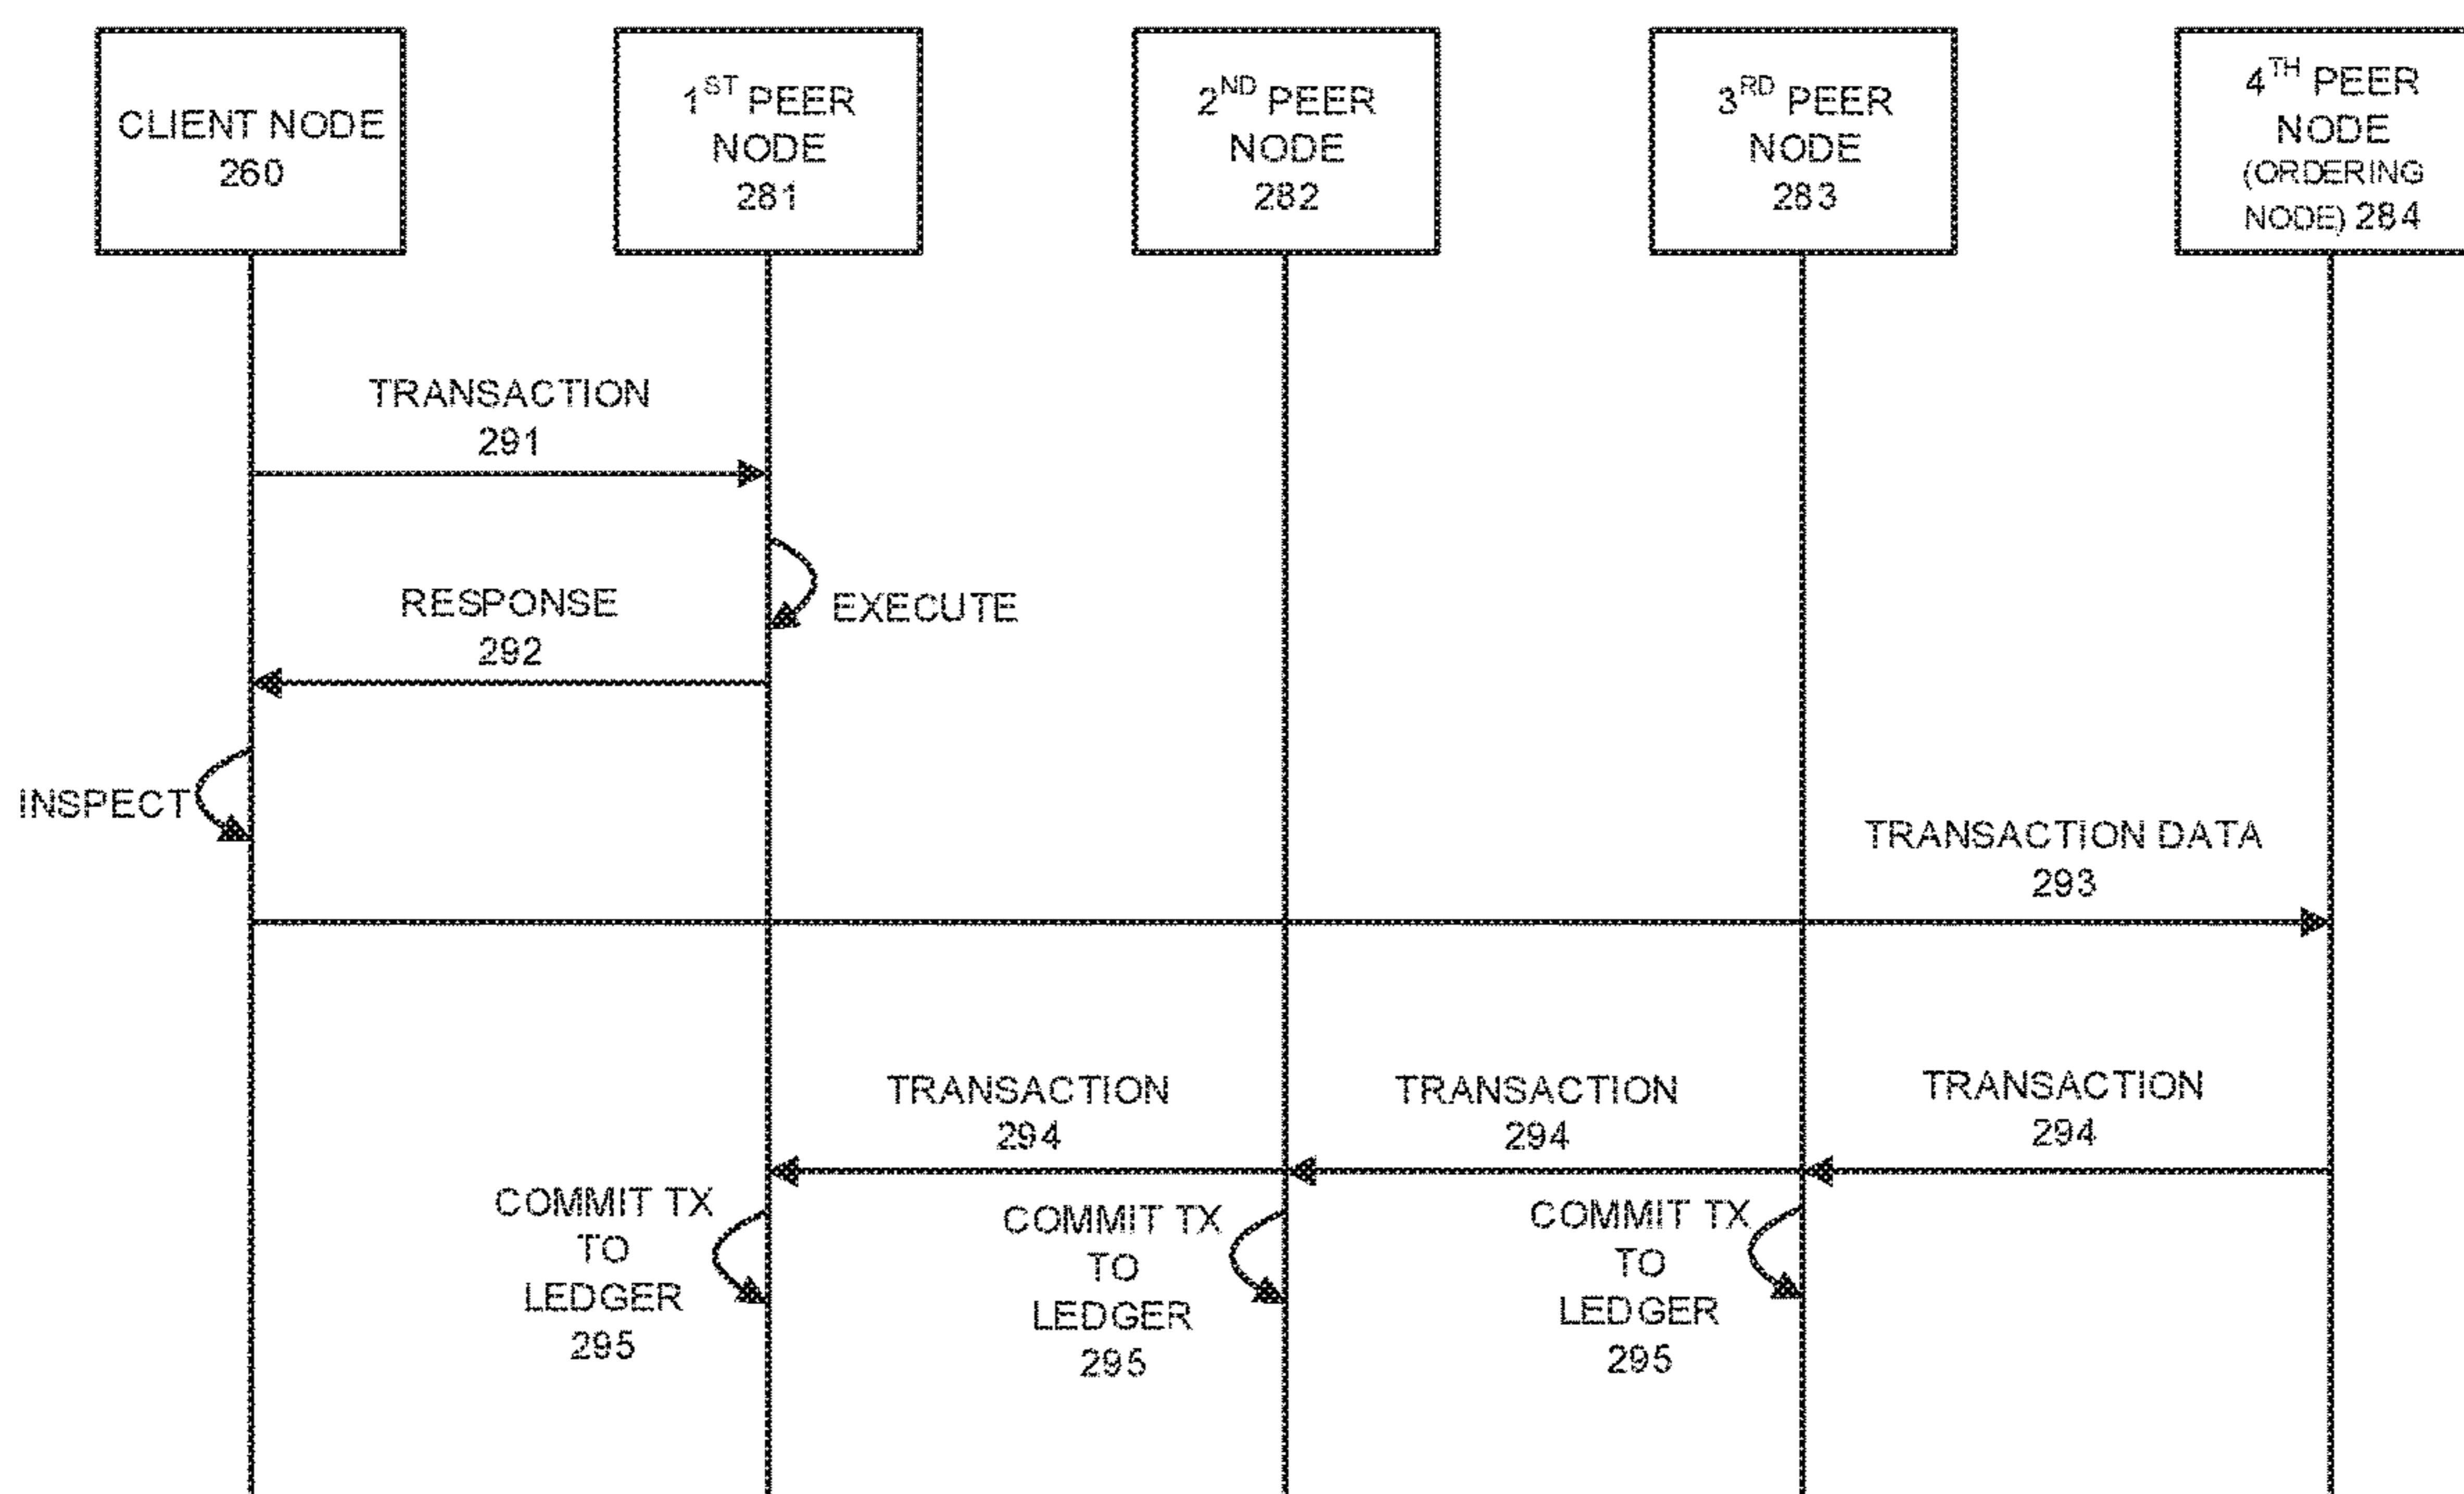 CLIENT NODE
260
1ST PEER
NODE
281
2ND PEER
NODE
282
3RD PEER
NODE
283
4TH PEER
NODE
(ORDERING
NODE) 284
TRANSACTION
291
EXECUTE
RESPONSE
292
INSPECT
TRANSACTION DATA
293
TRANSACTION
294
TRANSACTION
294
TRANSACTION
294
COMMIT TX
TO
LEDGER
295
COMMIT TX
TO
LEDGER
295
COMMIT TX
TO
LEDGER
295